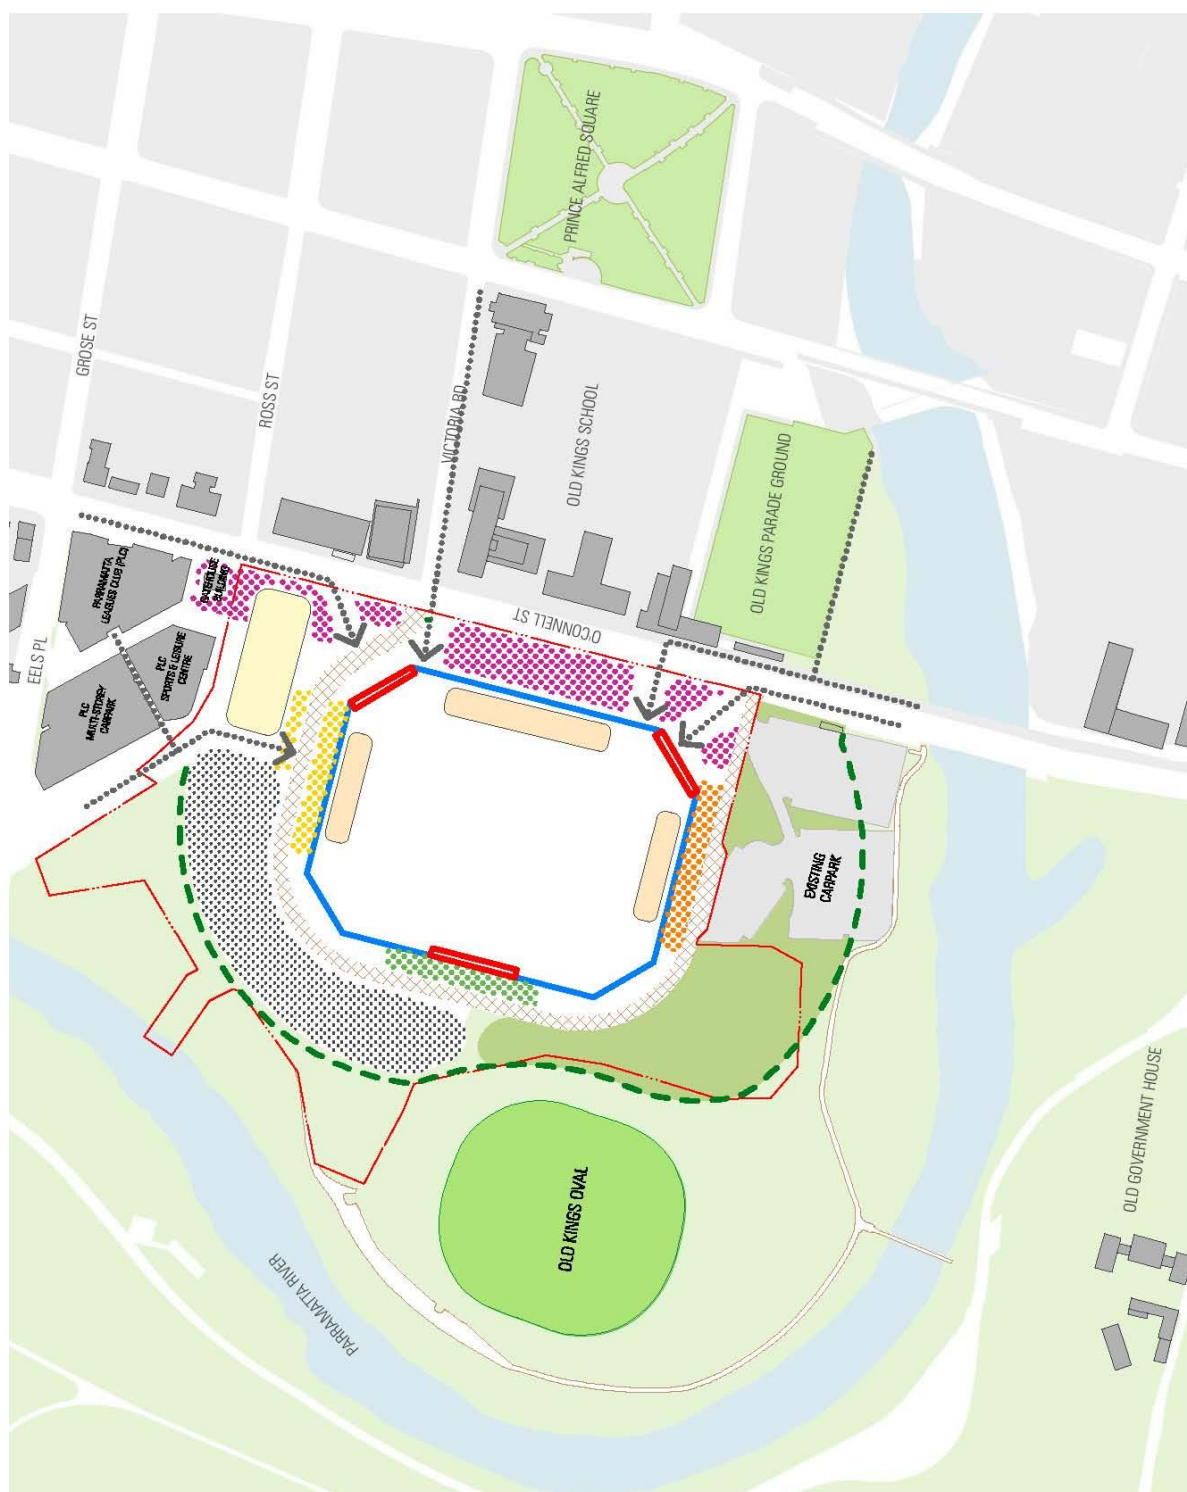 PRINCE ALFRED SQUARE
GROSE ST
ROSS ST
VICTORIA RD
OLD KINGS SCHOOL
OLD KINGS PARADE GROUND
PARRAMATTA
LEAGUES CLUB (PLC)
GATEHOUSE
BUILDING
O'CONNELL ST
EELS PL
PLC
SPORTS & LEISURE
CENTRE
PLC
MULTI-STOREY
CARPARK
EXISTING
CARPARK
OLD KINGS OVAL
OLD GOVERNMENT HOUSE
PARRAMATTA RIVER